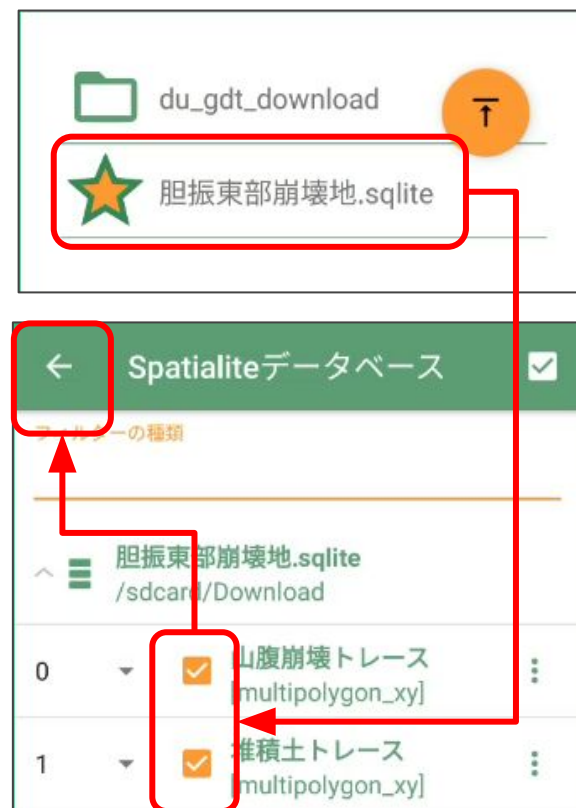 du_gdt_download
胆振東部崩壊地.sqlite
Spatialiteデータベース
フィルターの種類
胆振東部崩壊地.sqlite
/sdcard/Download
0
山腹崩壊トレース
[multipolygon_xy]
1
堆積土トレース
[multipolygon_xy]